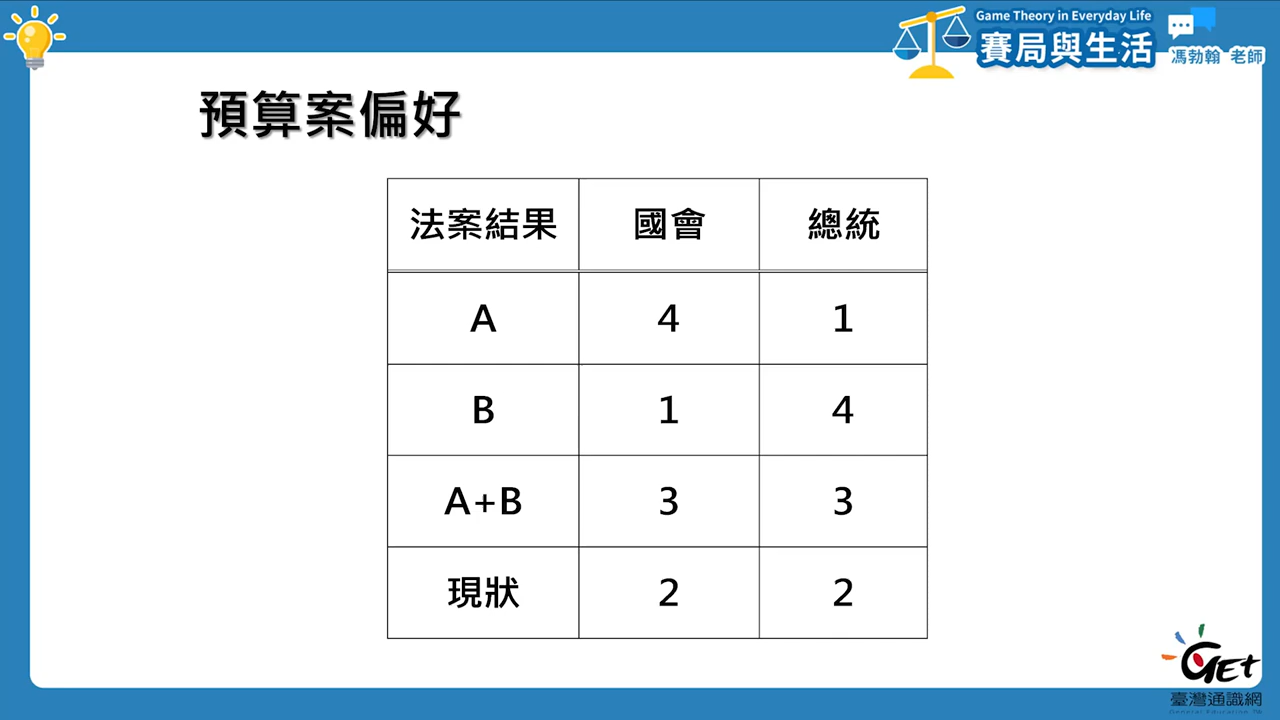 Game Theory in Everyday Life
賽局與生活
馮勃翰 老師
預算案偏好
法案結果 國會 總統
A 4 1
B 1 4
A+B 3 3
現狀 2 2
GET
臺灣通識網